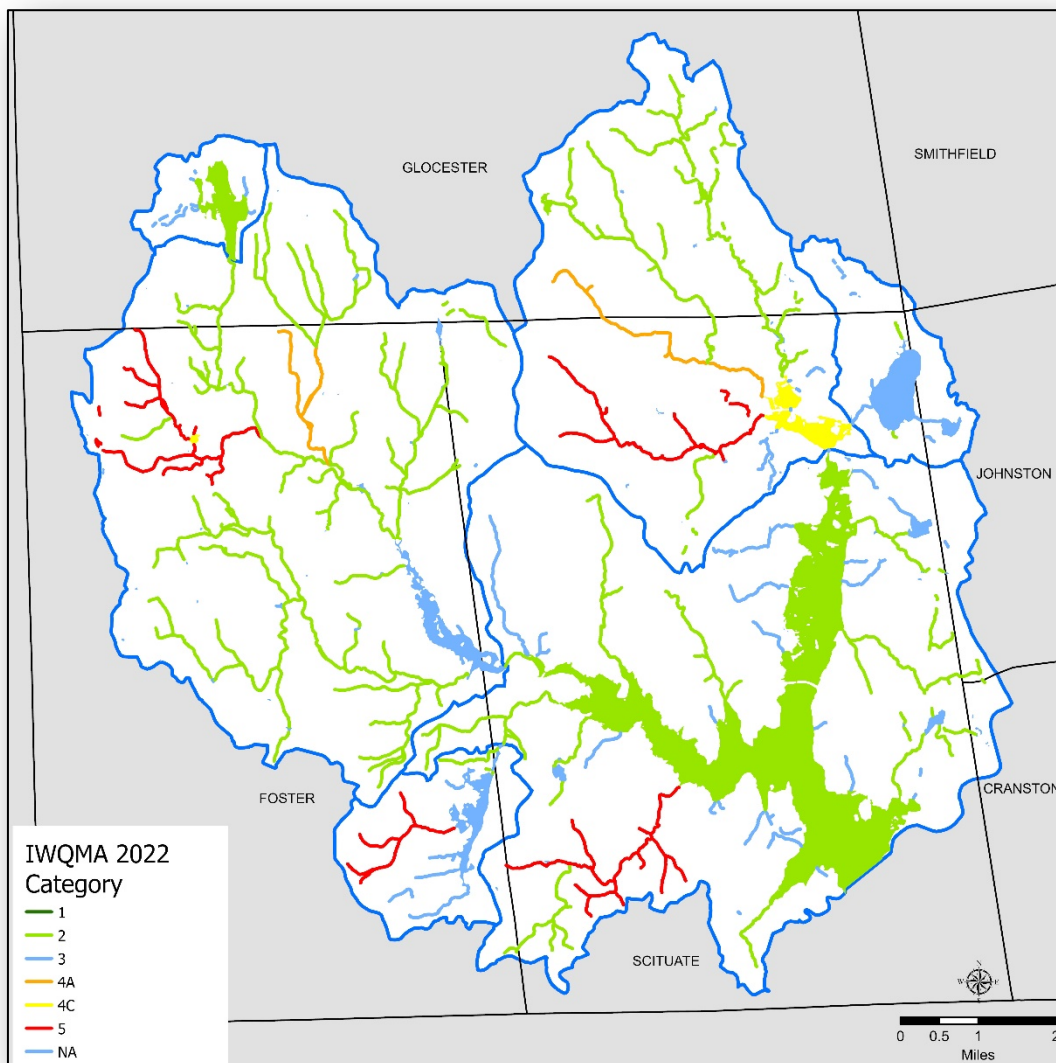 GLOCESTER
SMITHFIELD
JOHNSTON
CRANSTON
FOSTER
SCITUATE
IWQMA 2022
Category
1
2
3
4A
4C
5
NA
N
W
E
S
0 0.5 1 2
Miles